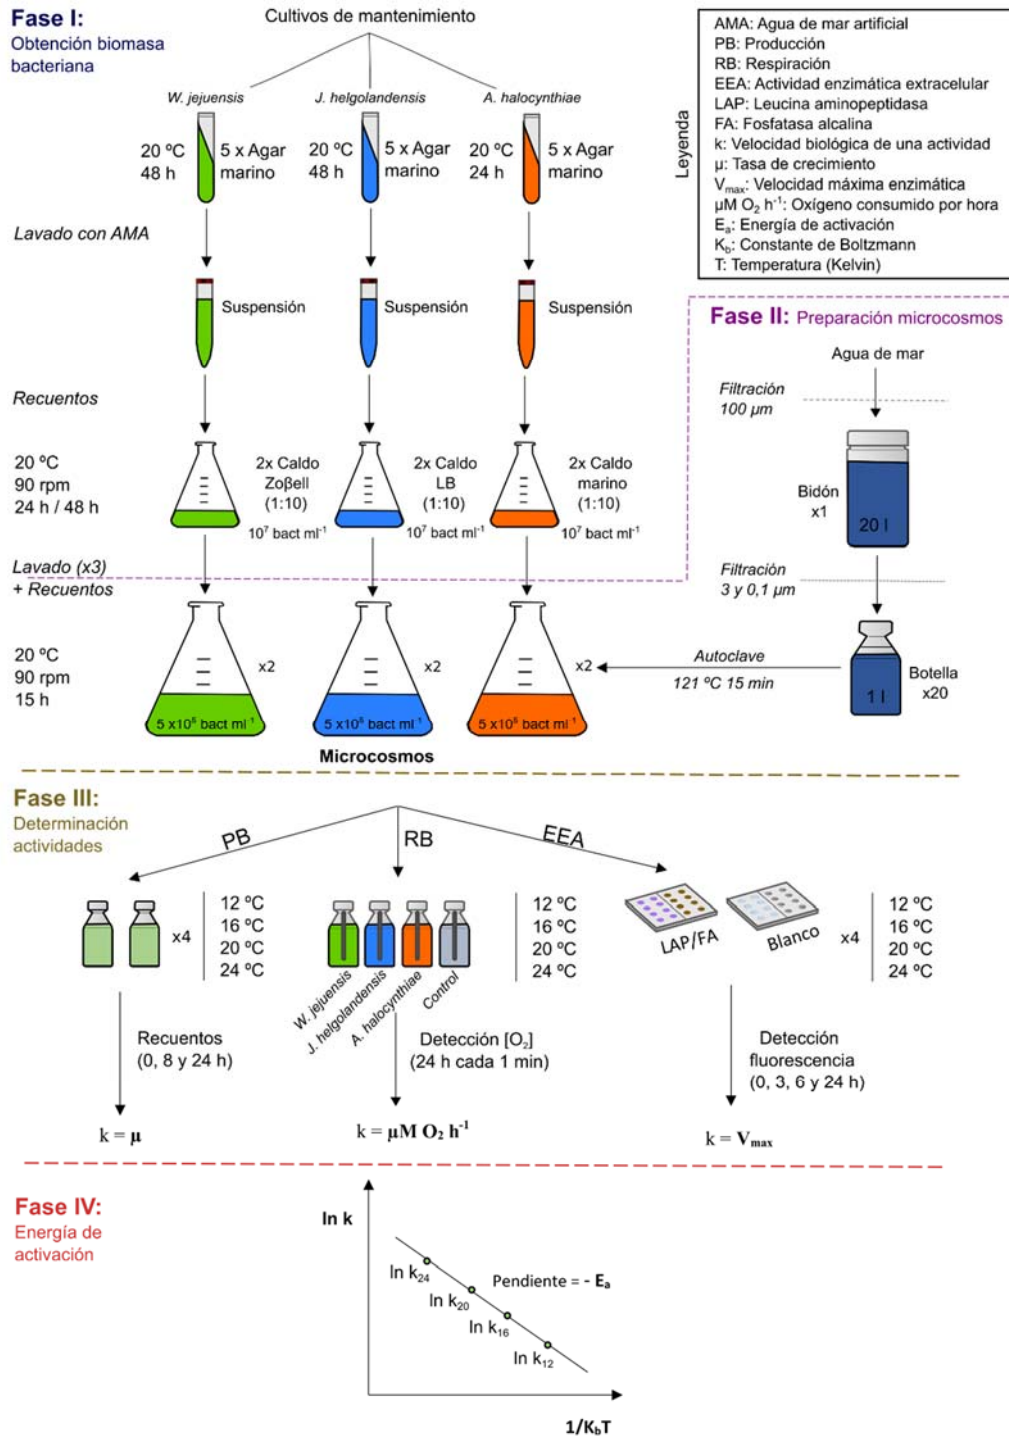 Fase I:
Obtención biomasa
bacteriana
Cultivos de mantenimiento
W. jejuensis
J. helgolandensis
A. halocynthiae
20 ºC
48 h
5 x Agar
marino
20 ºC
48 h
5 x Agar
marino
20 ºC
24 h
5 x Agar
marino
Lavado con AMA
Suspensión
Suspensión
Suspensión
Recuentos
20 ºC
90 rpm
24 h / 48 h
2x Caldo
Zoβell
(1:10)
10⁷ bact ml⁻¹
2x Caldo
LB
(1:10)
10⁷ bact ml⁻¹
2x Caldo
marino
(1:10)
10⁷ bact ml⁻¹
Lavado (x3)
+ Recuentos
20 ºC
90 rpm
15 h
x2
x2
x2
5 x10⁶ bact ml⁻¹
5 x10⁶ bact ml⁻¹
5 x10⁶ bact ml⁻¹
Microcosmos
Leyenda
AMA: Agua de mar artificial
PB: Producción
RB: Respiración
EEA: Actividad enzimática extracelular
LAP: Leucina aminopeptidasa
FA: Fosfatasa alcalina
k: Velocidad biológica de una actividad
µ: Tasa de crecimiento
Vmax: Velocidad máxima enzimática
µM O₂ h⁻¹: Oxígeno consumido por hora
Eₐ: Energía de activación
K_b: Constante de Boltzmann
T: Temperatura (Kelvin)
Fase II: Preparación microcosmos
Agua de mar
Filtración
100 µm
Bidón
x1
20 l
Filtración
3 y 0,1 µm
Autoclave
121 ºC 15 min
1 l
Botella
x20
Fase III:
Determinación
actividades
PB
RB
EEA
x4
12 ºC
16 ºC
20 ºC
24 ºC
W. jejuensis
J. helgolandensis
A. halocynthiae
Control
12 ºC
16 ºC
20 ºC
24 ºC
LAP/FA
Blanco
x4
12 ºC
16 ºC
20 ºC
24 ºC
Recuentos
(0, 8 y 24 h)
Detección [O₂]
(24 h cada 1 min)
Detección
fluorescencia
(0, 3, 6 y 24 h)
k = µ
k = µM O₂ h⁻¹
k = Vmax
Fase IV:
Energía de
activación
ln k
ln k₂₄
ln k₂₀
ln k₁₆
ln k₁₂
Pendiente = - Eₐ
1/K_bT